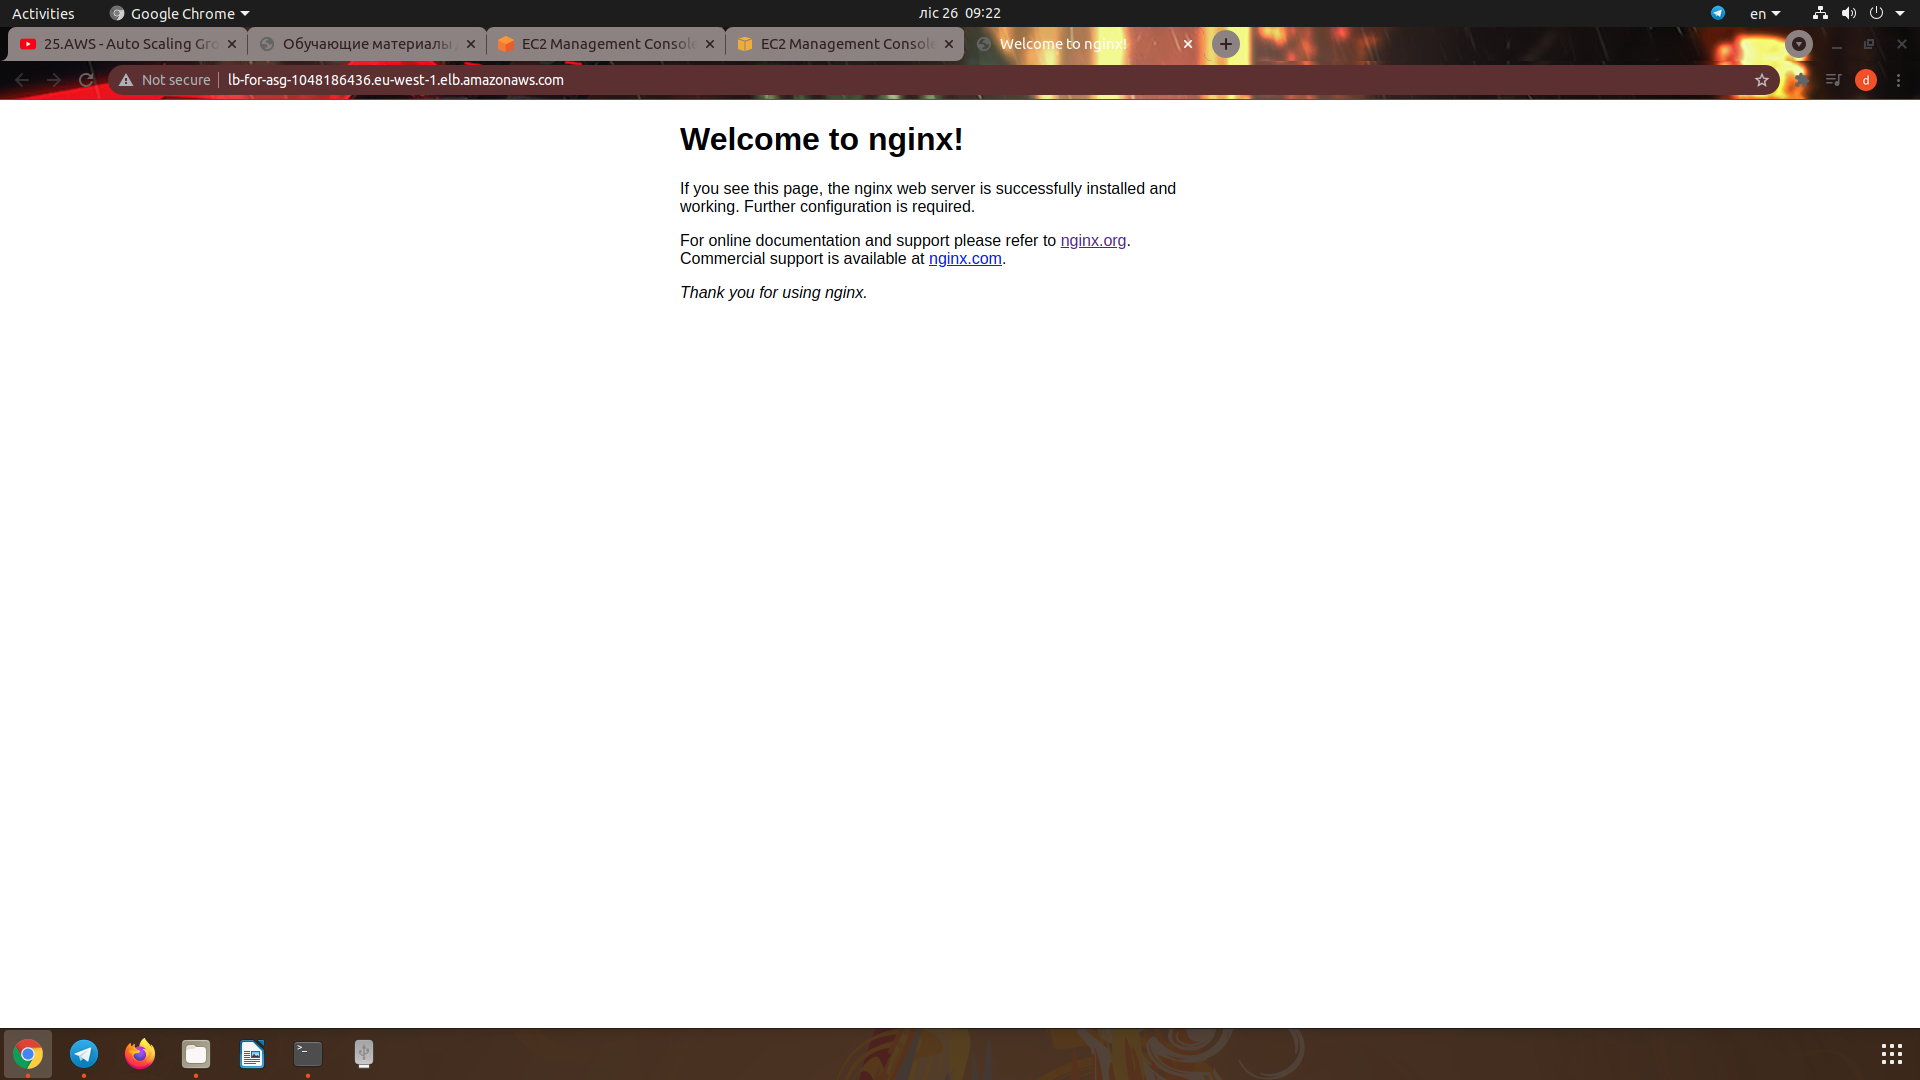 Activities
Google Chrome
ліс 26 09:22
en
25.AWS - Auto Scaling Gro
Обучающие материалы
EC2 Management Console
EC2 Management Console
Welcome to nginx!
Not secure
lb-for-asg-1048186436.eu-west-1.elb.amazonaws.com
d
Welcome to nginx!
If you see this page, the nginx web server is successfully installed and
working. Further configuration is required.
For online documentation and support please refer to nginx.org.
Commercial support is available at nginx.com.
Thank you for using nginx.